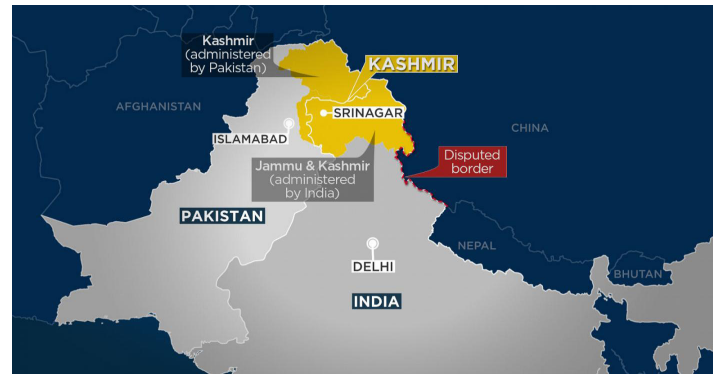 Kashmir
(administered
by Pakistan)
KASHMIR
AFGHANISTAN
SRINAGAR
CHINA
ISLAMABAD
Disputed
border
Jammu & Kashmir
(administered
by India)
PAKISTAN
NEPAL
DELHI
BHUTAN
INDIA